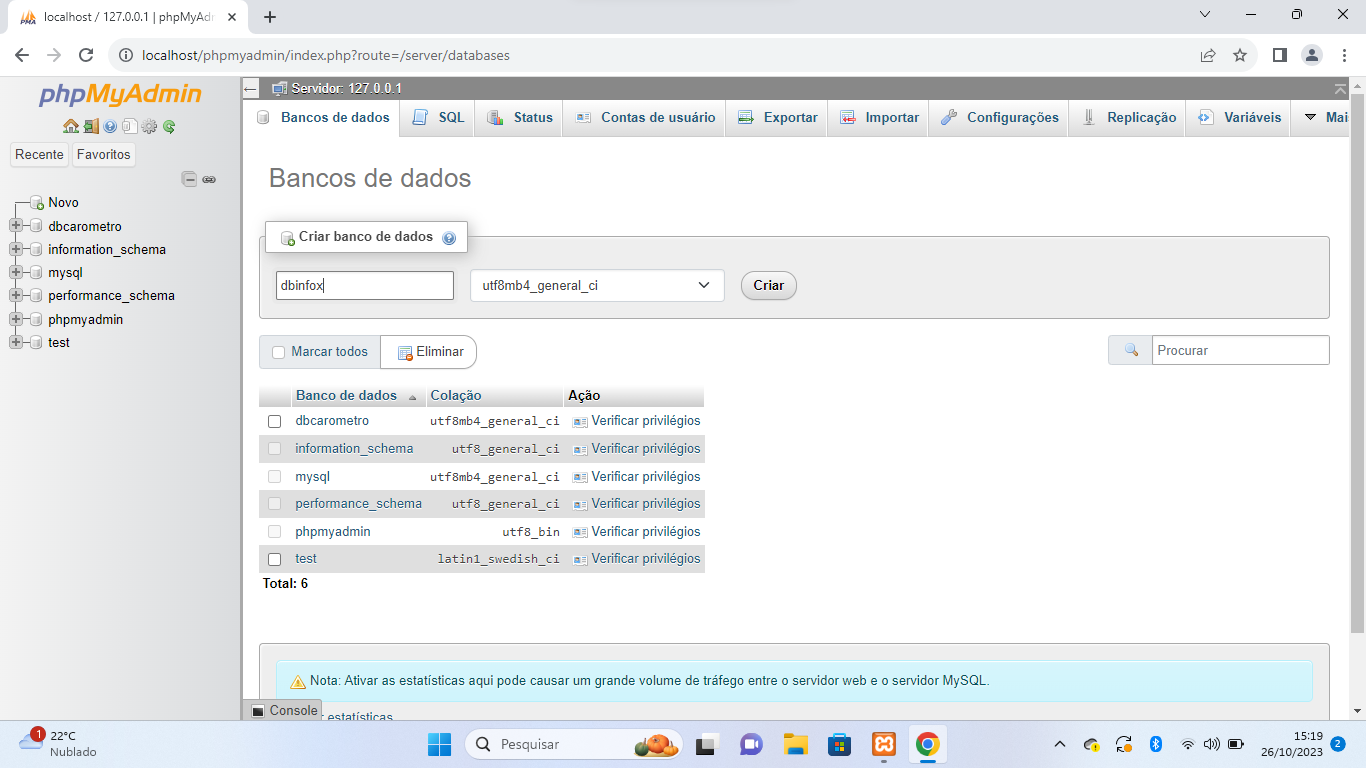 localhost / 127.0.0.1 | phpMyAdm
localhost/phpmyadmin/index.php?route=/server/databases
phpMyAdmin
Recente Favoritos
Novo
dbcarometro
information_schema
mysql
performance_schema
phpmyadmin
test
Servidor: 127.0.0.1
Bancos de dados SQL Status Contas de usuário Exportar Importar Configurações Replicação Variáveis Mais
Bancos de dados
Criar banco de dados
dbinfox utf8mb4_general_ci Criar
Marcar todos Eliminar Procurar
Banco de dados Colação Ação
dbcarometro utf8mb4_general_ci Verificar privilégios
information_schema utf8_general_ci Verificar privilégios
mysql utf8mb4_general_ci Verificar privilégios
performance_schema utf8_general_ci Verificar privilégios
phpmyadmin utf8_bin Verificar privilégios
test latin1_swedish_ci Verificar privilégios
Total: 6
Nota: Ativar as estatísticas aqui pode causar um grande volume de tráfego entre o servidor web e o servidor MySQL.
Console
r estatísticas
1 22°C
Nublado
Pesquisar
15:19
26/10/2023 2